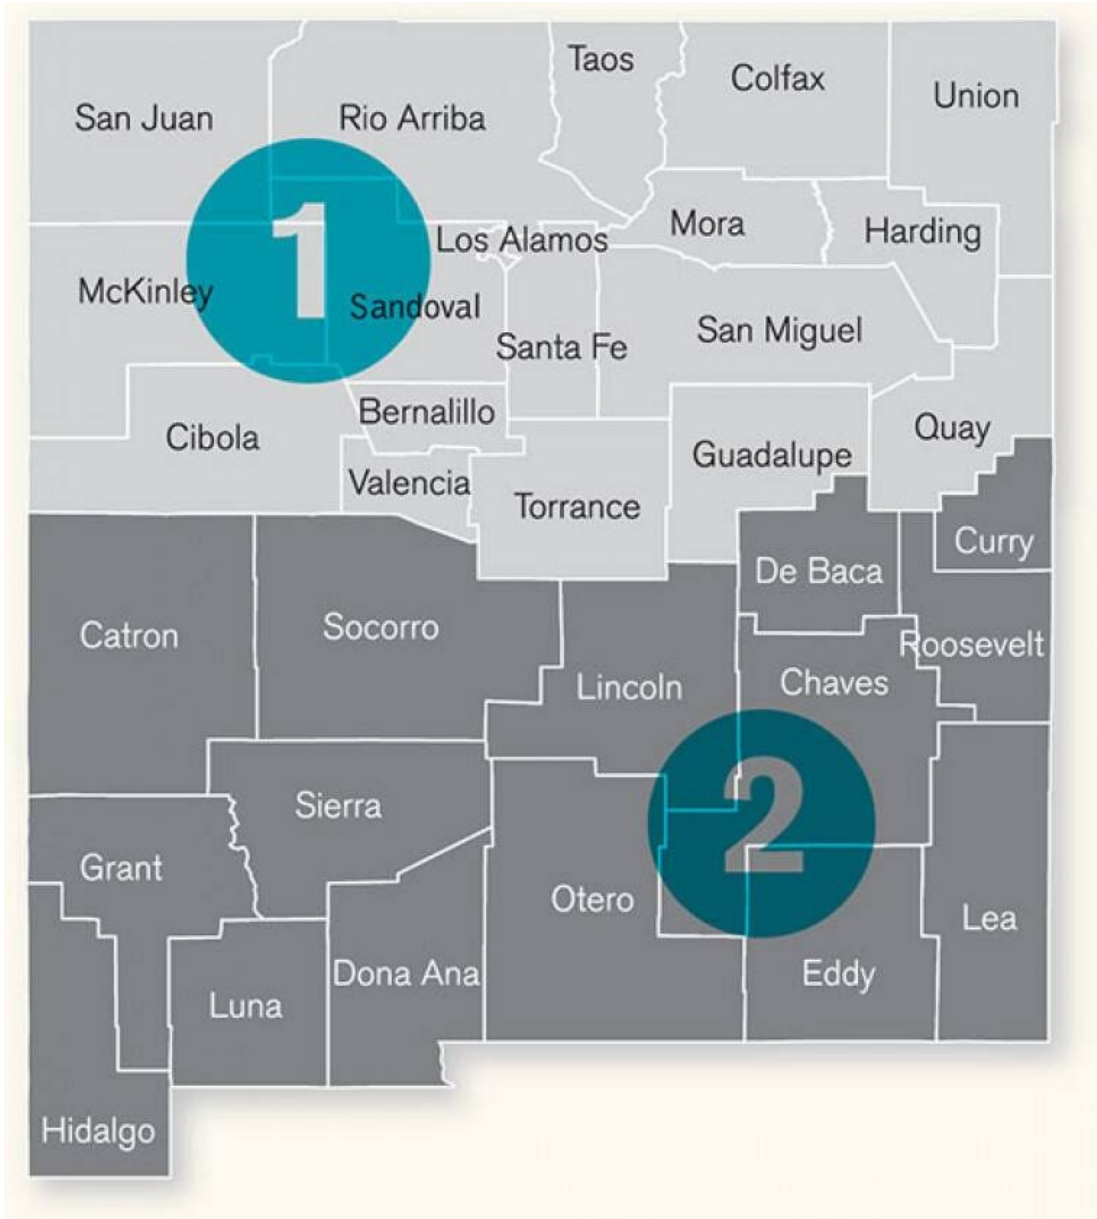 Taos
Colfax
Union
San Juan
Rio Arriba
1
Mora
Harding
Los Alamos
McKinley
Sandoval
San Miguel
Santa Fe
Bernalillo
Cibola
Quay
Guadalupe
Valencia
Torrance
Curry
De Baca
Catron
Socorro
Roosevelt
Lincoln
Chaves
2
Sierra
Grant
Otero
Lea
Dona Ana
Eddy
Luna
Hidalgo